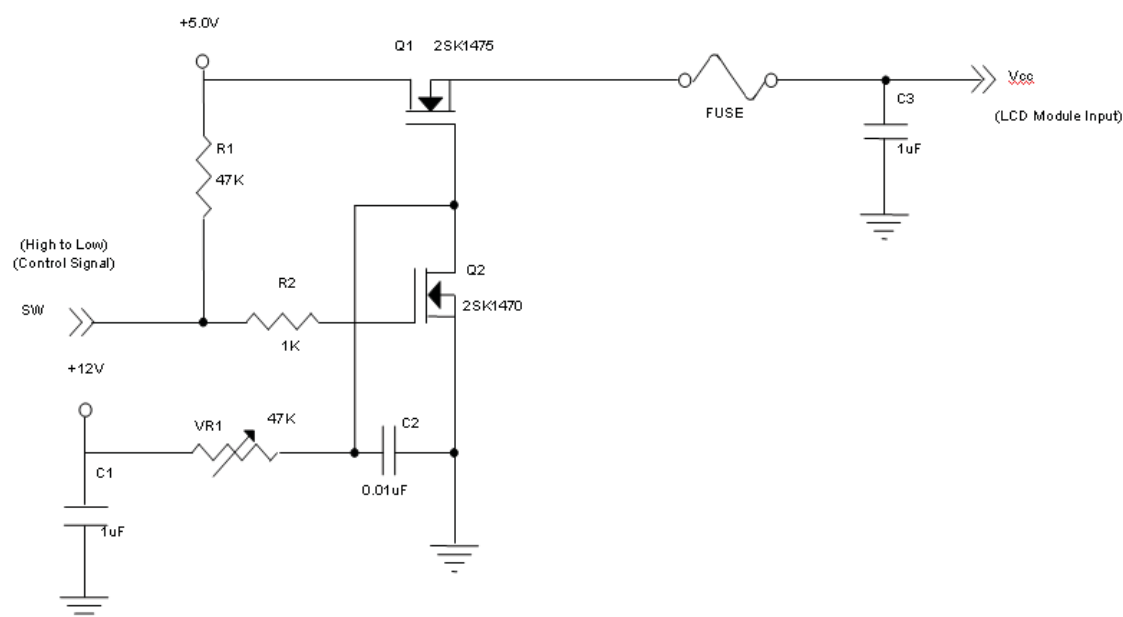 +5.0V
Q1 2SK1475
Vcc
C3
FUSE
(LCD Module Input)
R1
1uF
47K
(High to Low)
(Control Signal)
Q2
R2
SW
2SK1470
1K
+12V
47K
VR1
C2
C1
0.01uF
1uF